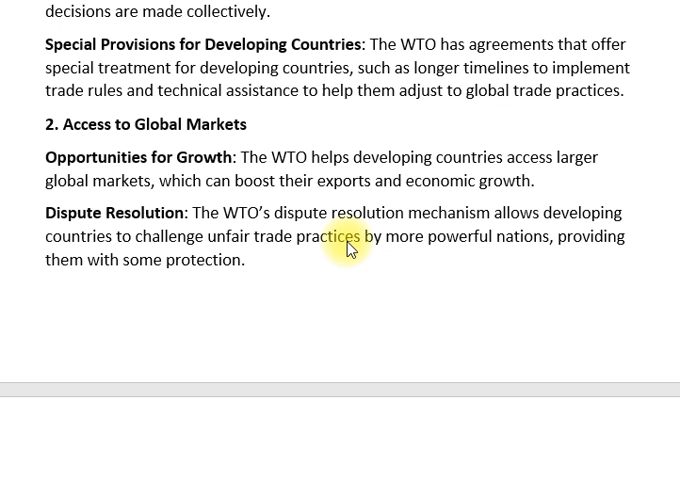 decisions are made collectively.
Special Provisions for Developing Countries: The WTO has agreements that offer
special treatment for developing countries, such as longer timelines to implement
trade rules and technical assistance to help them adjust to global trade practices.
2. Access to Global Markets
Opportunities for Growth: The WTO helps developing countries access larger
global markets, which can boost their exports and economic growth.
Dispute Resolution: The WTO’s dispute resolution mechanism allows developing
countries to challenge unfair trade practices by more powerful nations, providing
them with some protection.